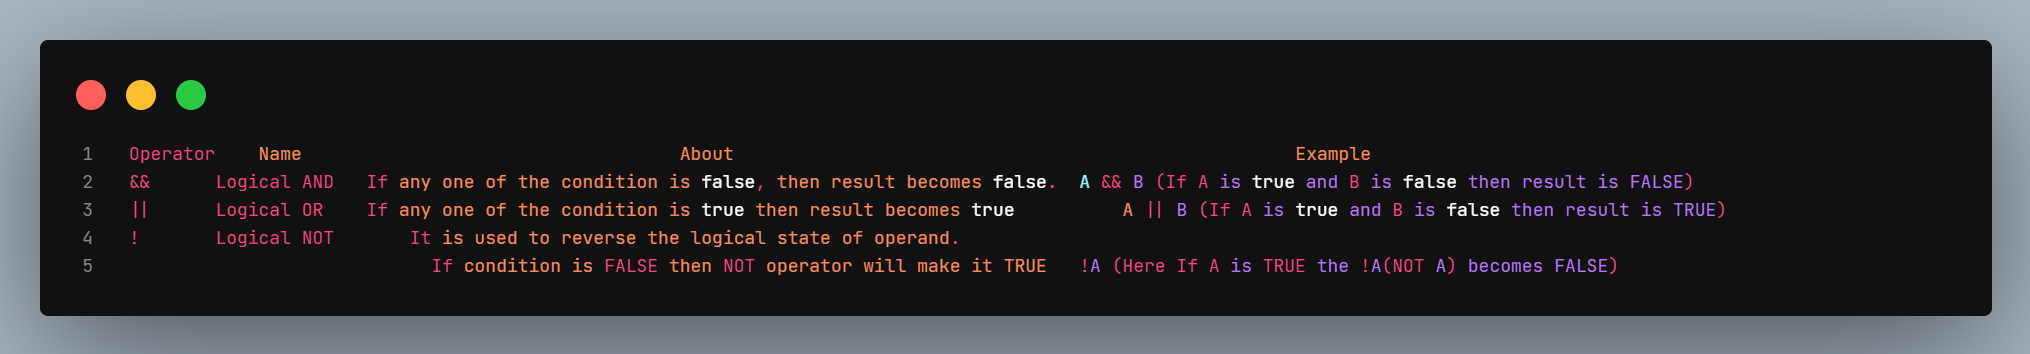 1 Operator Name About Example
2 && Logical AND If any one of the condition is false, then result becomes false. A && B (If A is true and B is false then result is FALSE)
3 || Logical OR If any one of the condition is true then result becomes true A || B (If A is true and B is false then result is TRUE)
4 ! Logical NOT It is used to reverse the logical state of operand.
5 If condition is FALSE then NOT operator will make it TRUE !A (Here If A is TRUE the !A(NOT A) becomes FALSE)